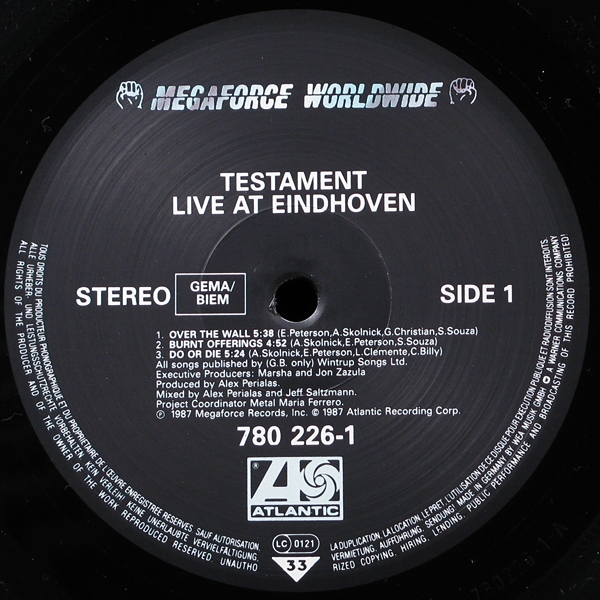 MEGAFORCE WORLDWIDE
TESTAMENT
LIVE AT EINDHOVEN
STEREO
GEMA/
BIEM
SIDE 1
1. OVER THE WALL 5:38 (E.Peterson,A.Skolnick,G.Christian,S.Souza)
2. BURNT OFFERINGS 4:52 (A.Skolnick,E.Peterson,S.Souza)
3. DO OR DIE 5:24 (A.Skolnick,E.Peterson,L.Clemente,C.Billy)
All songs published by (G.B. only) Wintrup Songs Ltd.
Executive Producers: Marsha and Jon Zazula
Produced by Alex Perialas.
Mixed by Alex Perialas and Jeff Saltzmann.
Project Coordinator Metal Maria Ferrero.
℗ 1987 Megaforce Records, Inc. © 1987 Atlantic Recording Corp.
780 226-1
ATLANTIC
LC 0121
33
TOUS DROITS DU PRODUCTEUR PHONOGRAPHIQUE ET DU PROPRIETAIRE DE L'ŒUVRE ENREGISTREE RESERVES SAUF AUTORISATION, LA DUPLICATION, LA LOCATION, LE PRET, L'UTILISATION DE CE DISQUE POUR EXECUTION PUBLIQUE ET RADIODIFFUSION SONT INTERDITS
ALLE URHEBER- UND LEISTUNGSSCHUTZRECHTE VORBEHALTEN. KEIN VERLEIH! KEINE UNERLAUBTE VERVIELFÄLTIGUNG, VERMIETUNG, AUFFÜHRUNG, SENDUNG! MADE IN GERMANY BY WEA MUSIK GMBH. A WARNER COMMUNICATIONS COMPANY
ALL RIGHTS OF THE PRODUCER AND OF THE OWNER OF THE WORK REPRODUCED RESERVED. UNAUTHORIZED COPYING, HIRING, LENDING, PUBLIC PERFORMANCE AND BROADCASTING OF THIS RECORD PROHIBITED!